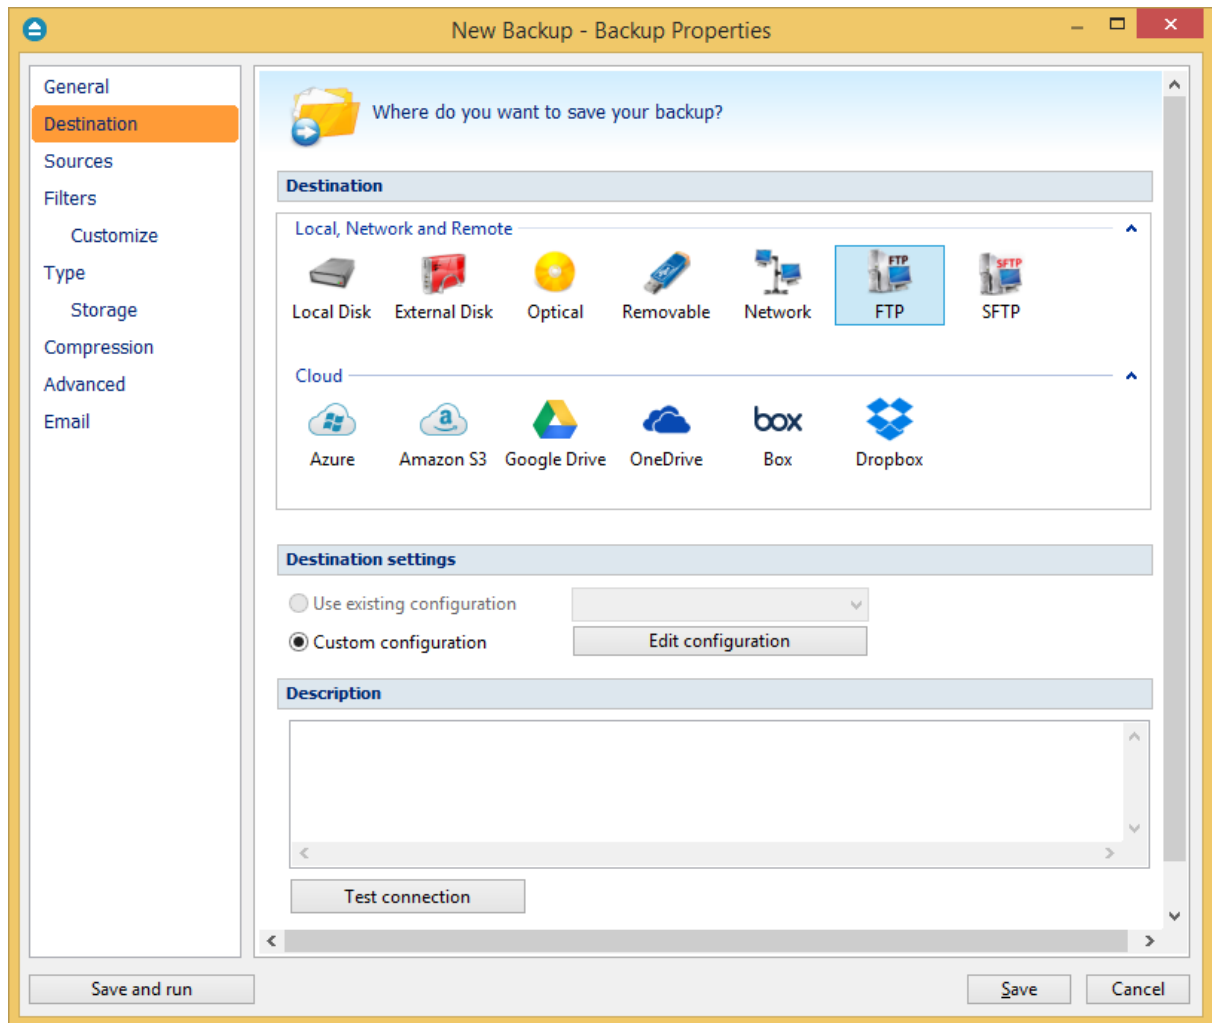 New Backup - Backup Properties
General
Destination
Sources
Filters
Customize
Type
Storage
Compression
Advanced
Email
Where do you want to save your backup?
Destination
Local, Network and Remote
FTP
SFTP
Local Disk External Disk Optical Removable Network FTP SFTP
Cloud
a
box
Azure Amazon S3 Google Drive OneDrive Box Dropbox
Destination settings
Use existing configuration
Custom configuration Edit configuration
Description
Test connection
Save and run Save Cancel